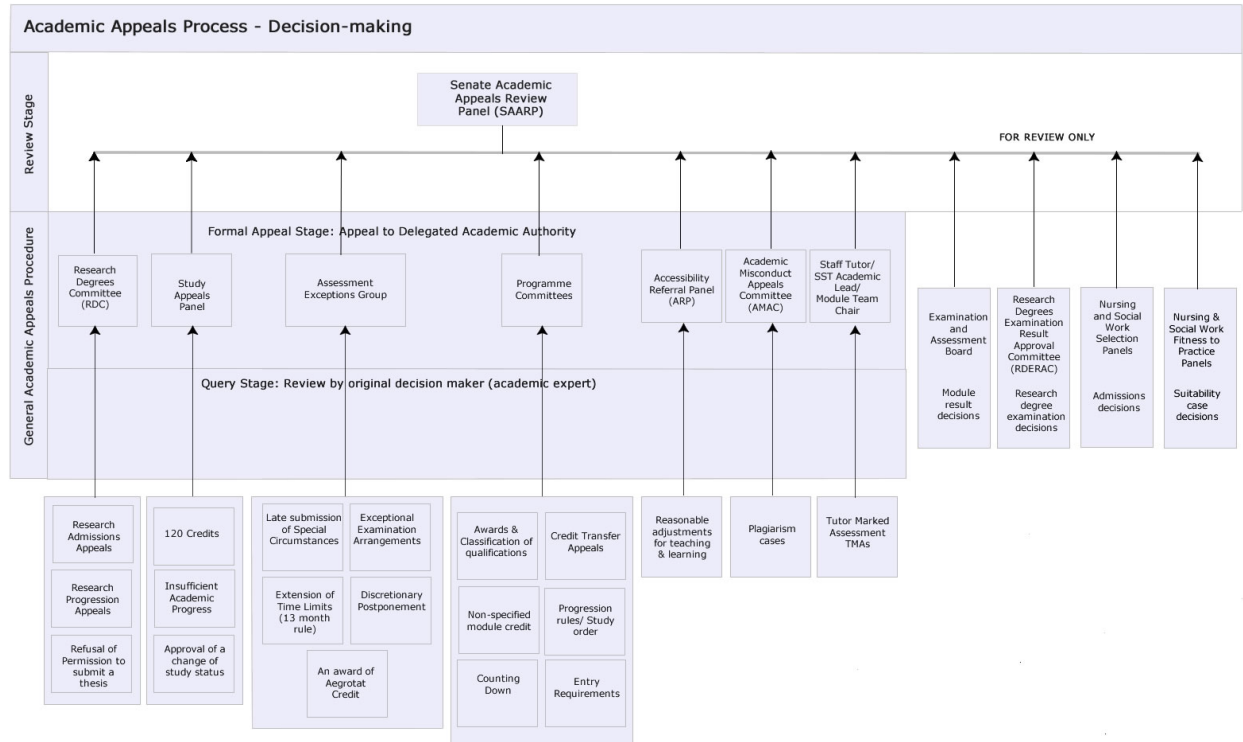 Academic Appeals Process - Decision-making
Review Stage
Senate Academic
Appeals Review
Panel (SAARP)
FOR REVIEW ONLY
General Academic Appeals Procedure
Formal Appeal Stage: Appeal to Delegated Academic Authority
Research
Degrees
Committee
(RDC)
Study
Appeals
Panel
Assessment
Exceptions Group
Programme
Committees
Accessibility
Referral Panel
(ARP)
Academic
Misconduct
Appeals
Committee
(AMAC)
Staff Tutor/
SST Academic
Lead/
Module Team
Chair
Examination
and
Assessment
Board
Module
result
decisions
Research
Degrees
Examination
Result
Approval
Committee
(RDERAC)
Research
degree
examination
decisions
Nursing
and Social
Work
Selection
Panels
Admissions
decisions
Nursing &
Social Work
Fitness to
Practice
Panels
Suitability
case
decisions
Query Stage: Review by original decision maker (academic expert)
Research
Admissions
Appeals
Research
Progression
Appeals
Refusal of
Permission to
submit a
thesis
120 Credits
Insufficient
Academic
Progress
Approval of a
change of
study status
Late submission
of Special
Circumstances
Exceptional
Examination
Arrangements
Extension of
Time Limits
(13 month
rule)
Discretionary
Postponement
An award of
Aegrotat
Credit
Awards &
Classification of
qualifications
Credit Transfer
Appeals
Non-specified
module credit
Progression
rules/ Study
order
Counting
Down
Entry
Requirements
Reasonable
adjustments
for teaching
& learning
Plagiarism
cases
Tutor Marked
Assessment
TMAs